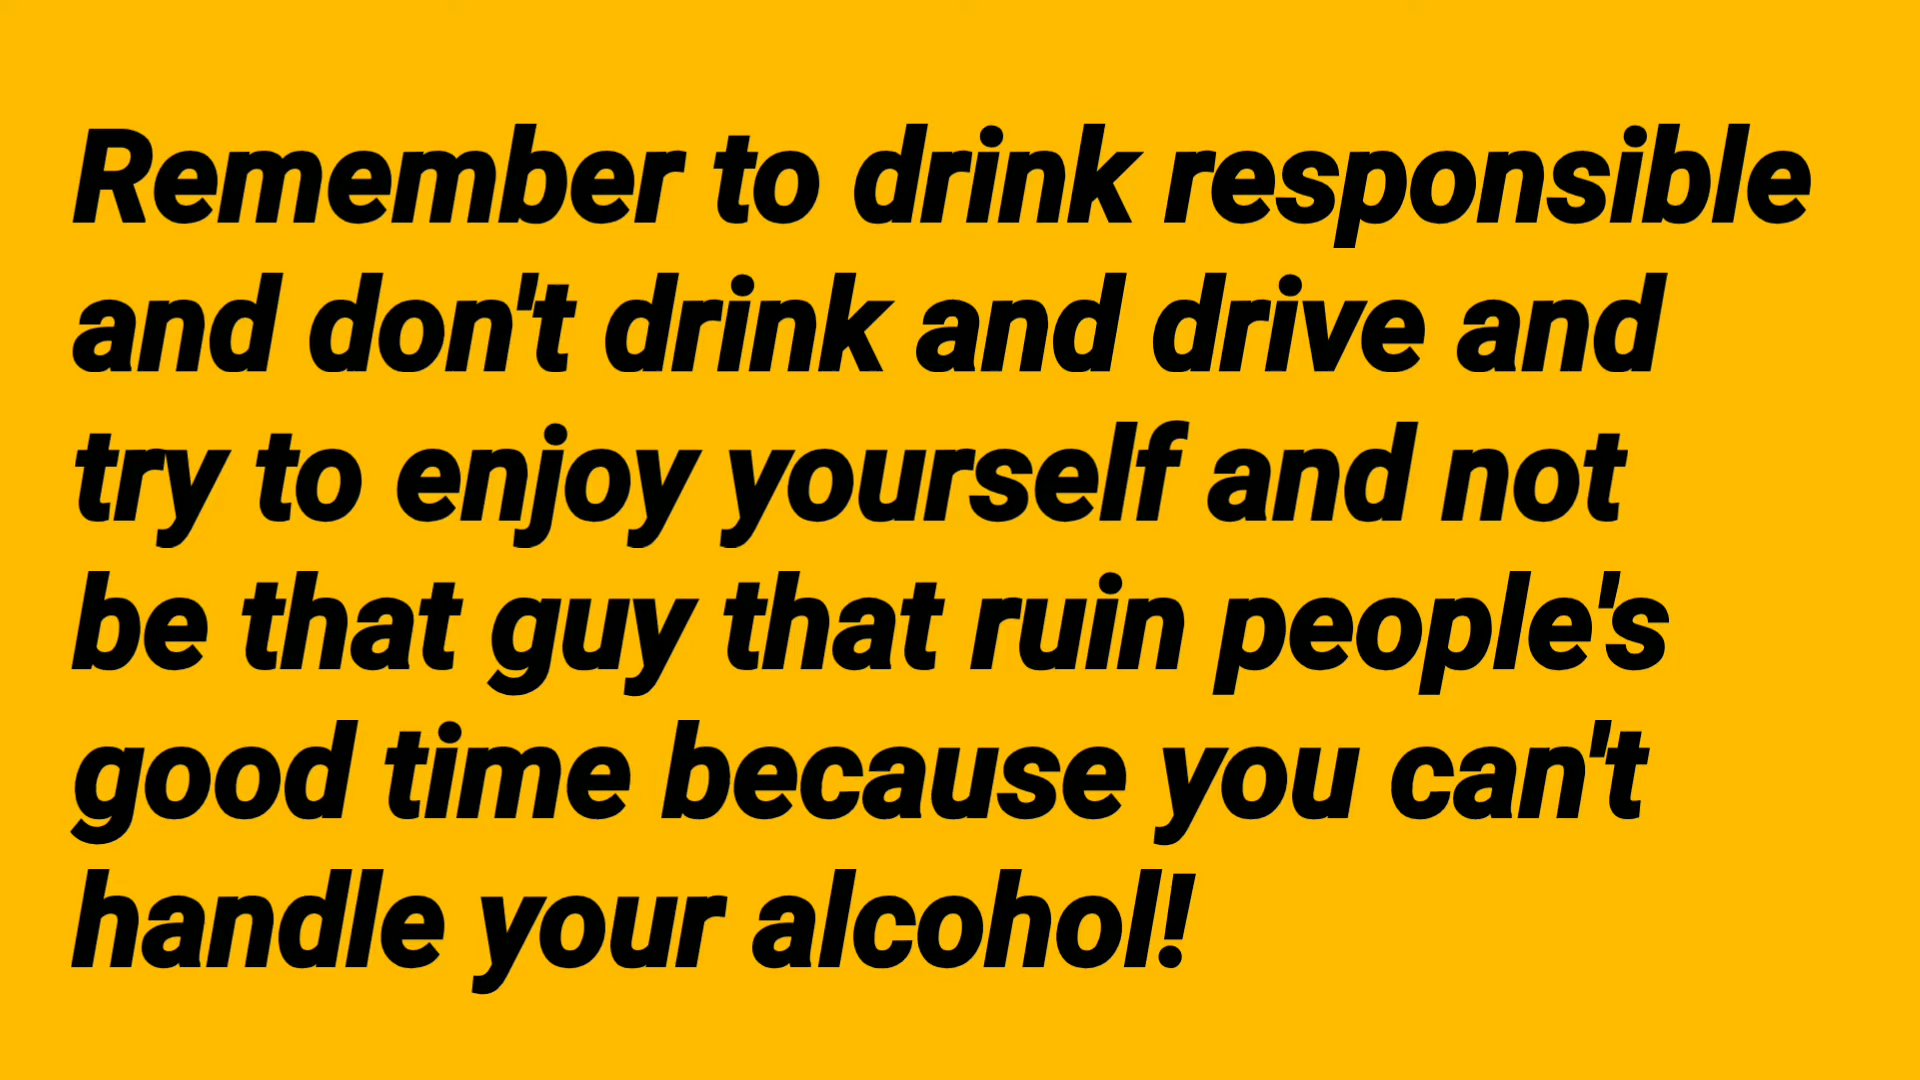 Remember to drink responsible
and don't drink and drive and
try to enjoy yourself and not
be that guy that ruin people's
good time because you can't
handle your alcohol!